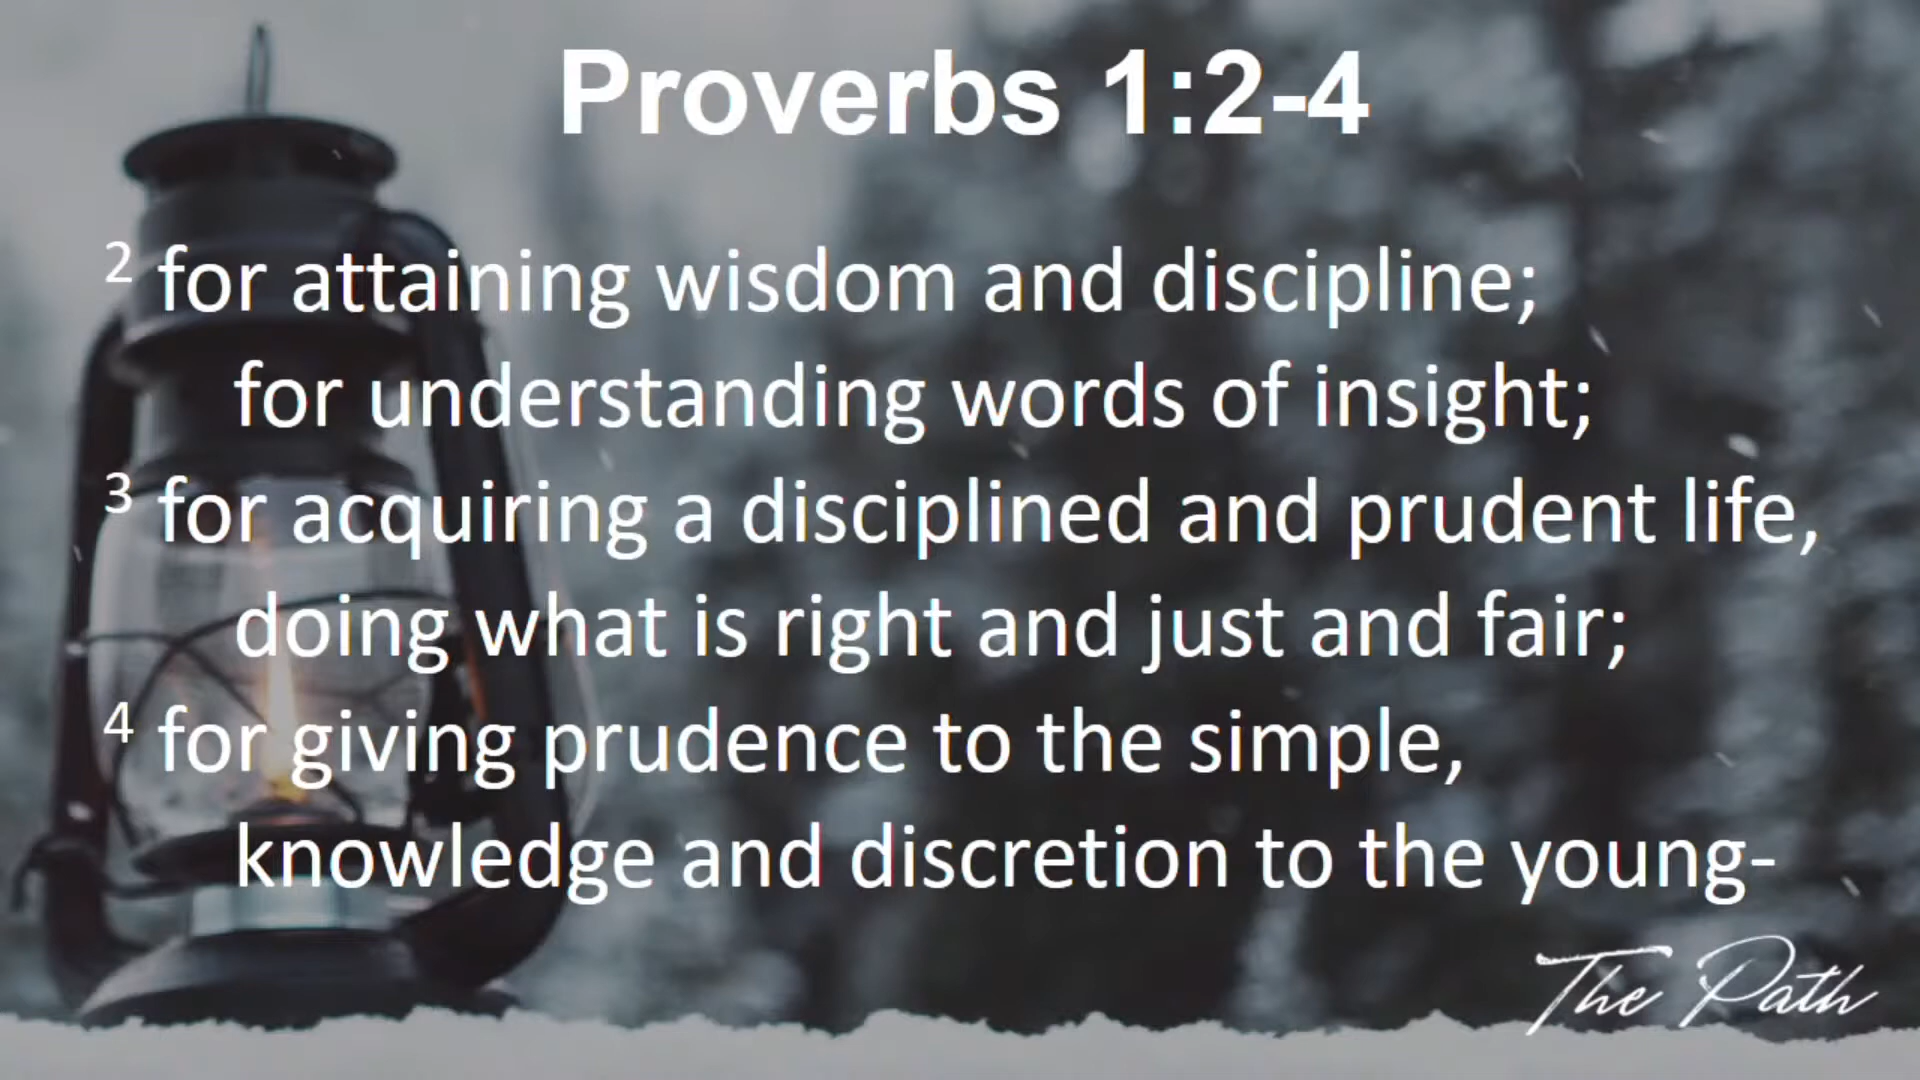 Proverbs 1:2-4
2 for attaining wisdom and discipline;
for understanding words of insight;
3 for acquiring a disciplined and prudent life,
doing what is right and just and fair;
4 for giving prudence to the simple,
knowledge and discretion to the young-
The Path